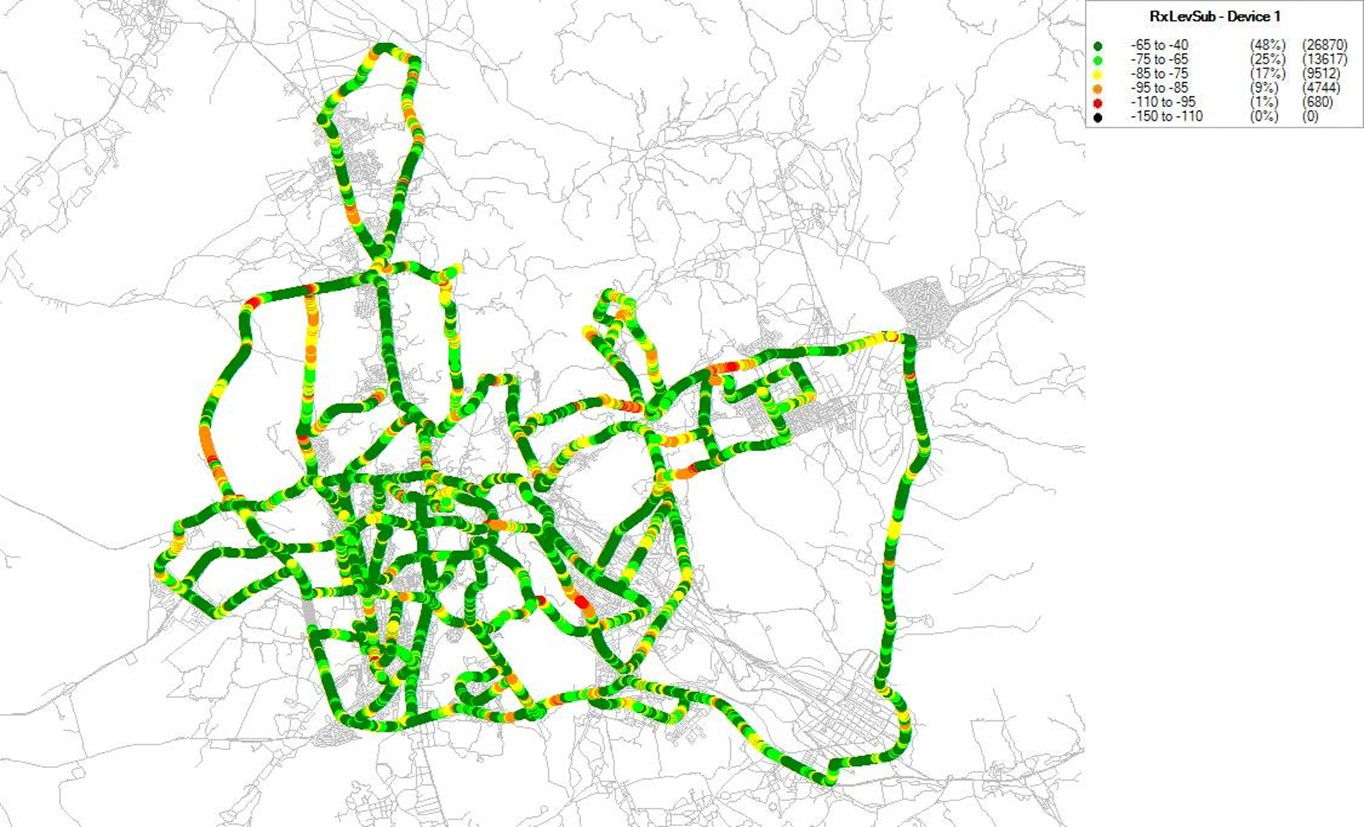 RxLevSub - Device 1
-65 to -40 (48%) (26870)
-75 to -65 (25%) (13617)
-85 to -75 (17%) (9512)
-95 to -85 (9%) (4744)
-110 to -95 (1%) (680)
-150 to -110 (0%) (0)